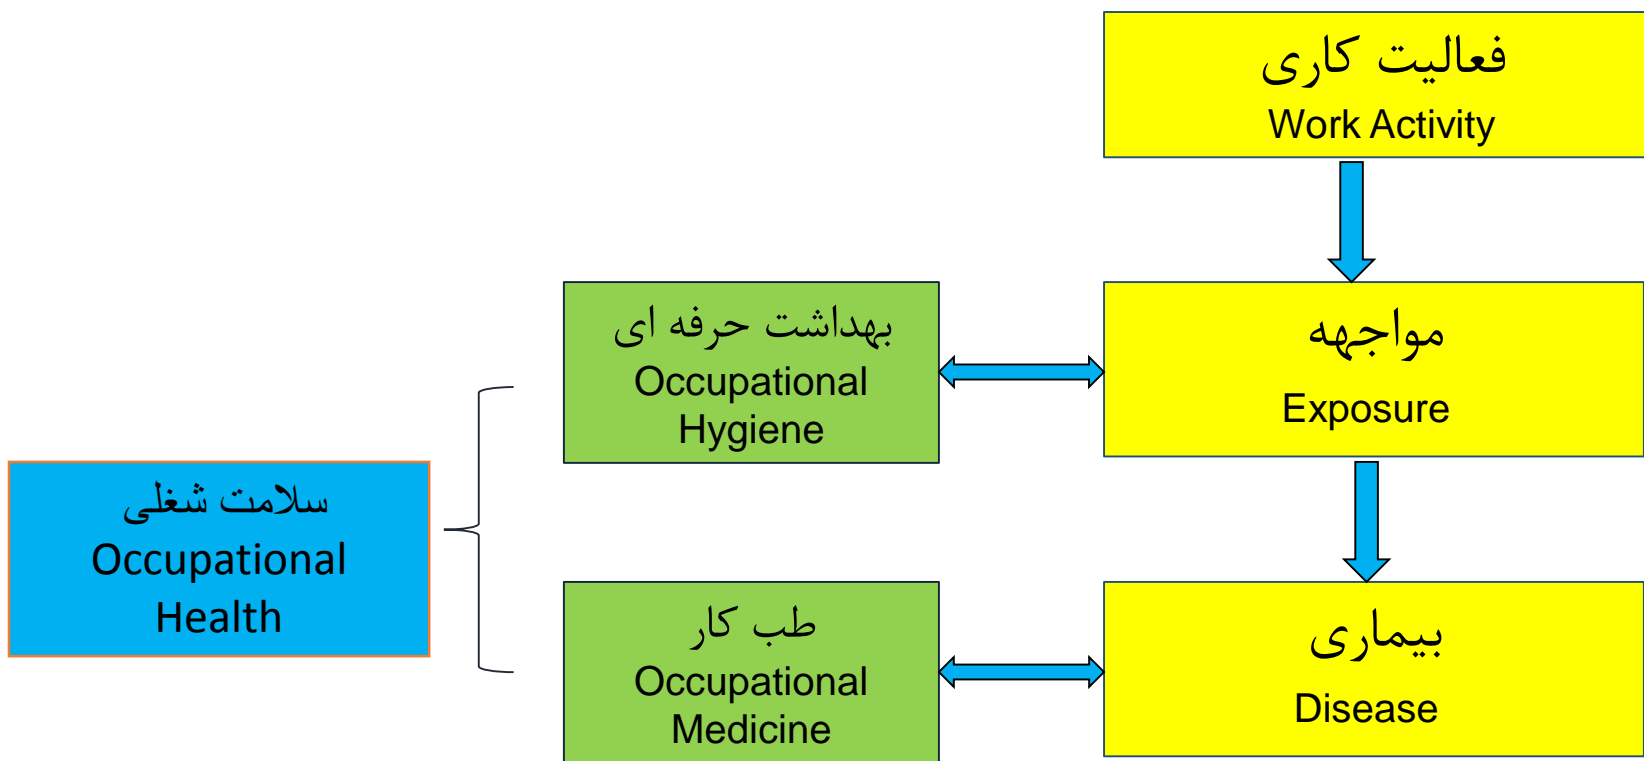 فعالیت کاری
Work Activity
بهداشت حرفه ای
Occupational
Hygiene
مواجهه
Exposure
سلامت شغلی
Occupational
Health
طب کار
Occupational
Medicine
بیماری
Disease